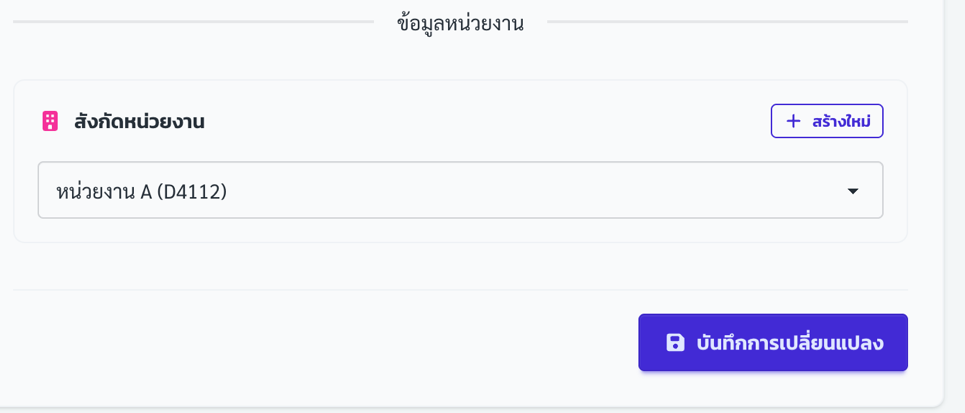 ข้อมูลหน่วยงาน
สังกัดหน่วยงาน
สร้างใหม่
หน่วยงาน A (D4112)
บันทึกการเปลี่ยนแปลง